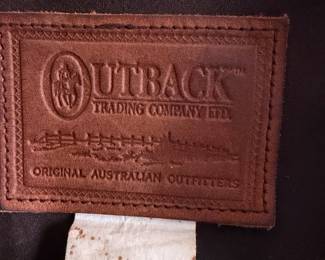 OUTBACK™
TRADING COMPANY LTD.
ORIGINAL AUSTRALIAN OUTFITTERS